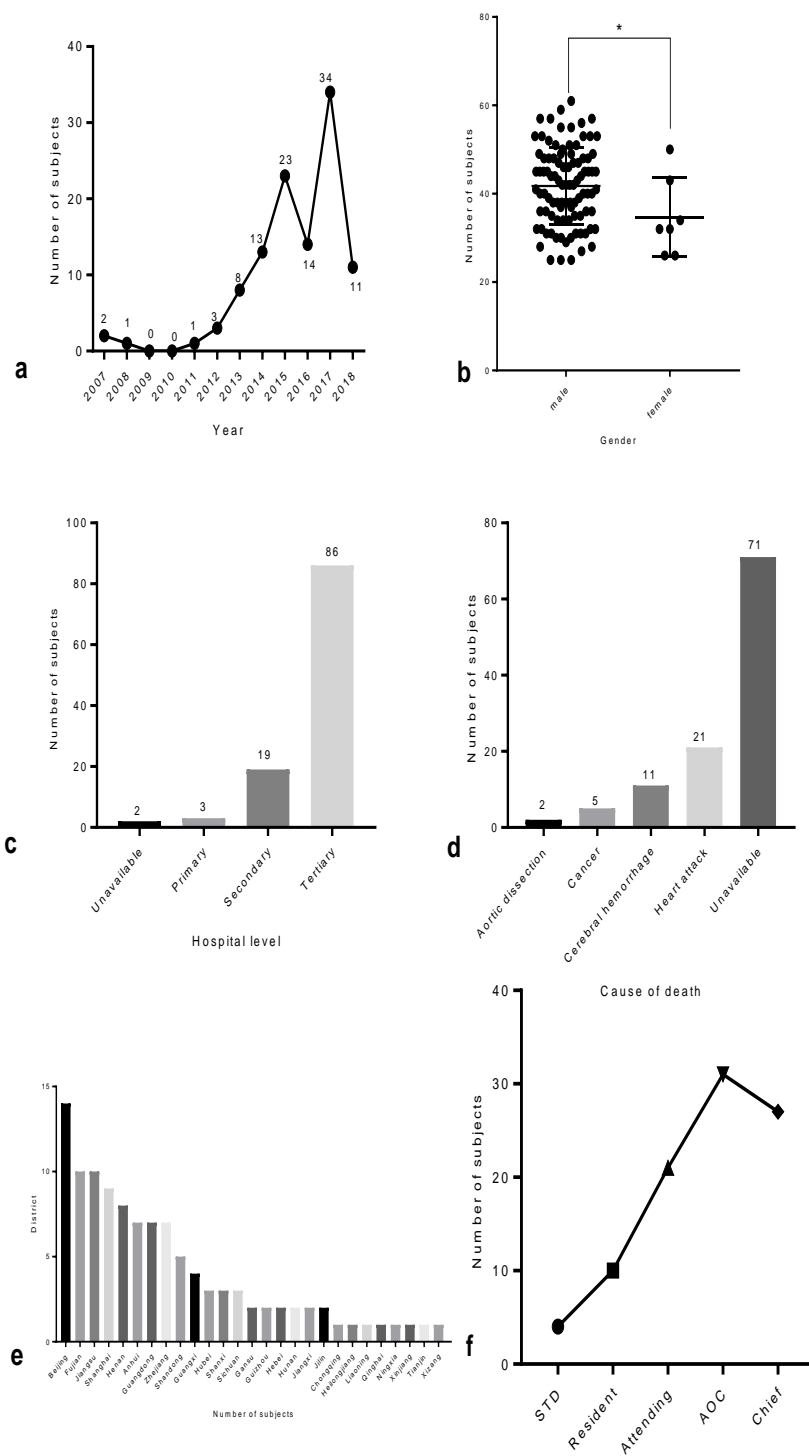 40
30
20
10
0
Number of subjects
2
1
0
0
1
3
8
13
23
14
34
11
2007
2008
2009
2010
2011
2012
2013
2014
2015
2016
2017
2018
Year
a
80
60
40
20
0
Number of subjects
*
male
female
Gender
b
100
80
60
40
20
0
Number of subjects
2
3
19
86
Unavailable
Primary
Secondary
Tertiary
Hospital level
c
80
60
40
20
0
Number of subjects
2
5
11
21
71
Aortic dissection
Cancer
Cerebral hemorrhage
Heart attack
Unavailable
Cause of death
d
15
10
5
0
District
Beijing
Fujian
Jiangsu
Shanghai
Henan
Anhui
Guangdong
Zhejiang
Shandong
Guangxi
Hubei
Shanxi
Sichuan
Gansu
Guizhou
Hebei
Hunan
Jiangxi
Jilin
Chongqing
Heilongjiang
Liaoning
Qinghai
Ningxia
Xinjiang
Tianjin
Xizang
Number of subjects
e
40
30
20
10
0
Number of subjects
STD
Resident
Attending
AOC
Chief
f